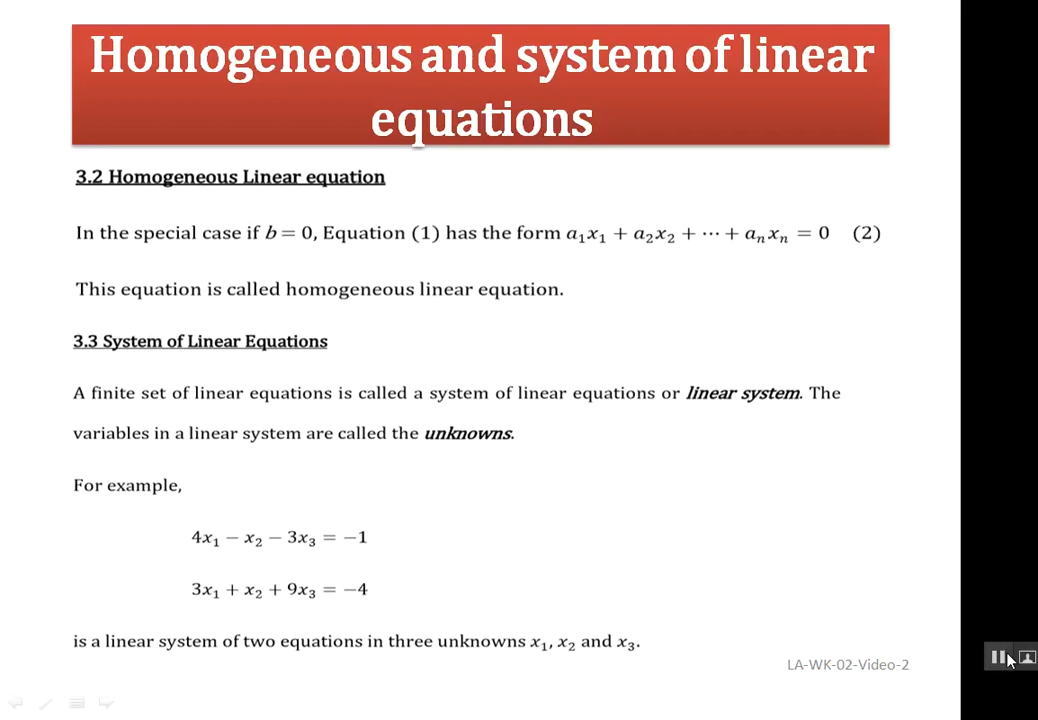 Homogeneous and system of linear
equations
3.2 Homogeneous Linear equation
In the special case if b = 0, Equation (1) has the form a₁x₁ + a₂x₂ + ⋯ + aₙxₙ = 0 (2)
This equation is called homogeneous linear equation.
3.3 System of Linear Equations
A finite set of linear equations is called a system of linear equations or linear system. The
variables in a linear system are called the unknowns.
For example,
4x₁ − x₂ − 3x₃ = −1
3x₁ + x₂ + 9x₃ = −4
is a linear system of two equations in three unknowns x₁, x₂ and x₃.
LA-WK-02-Video-2